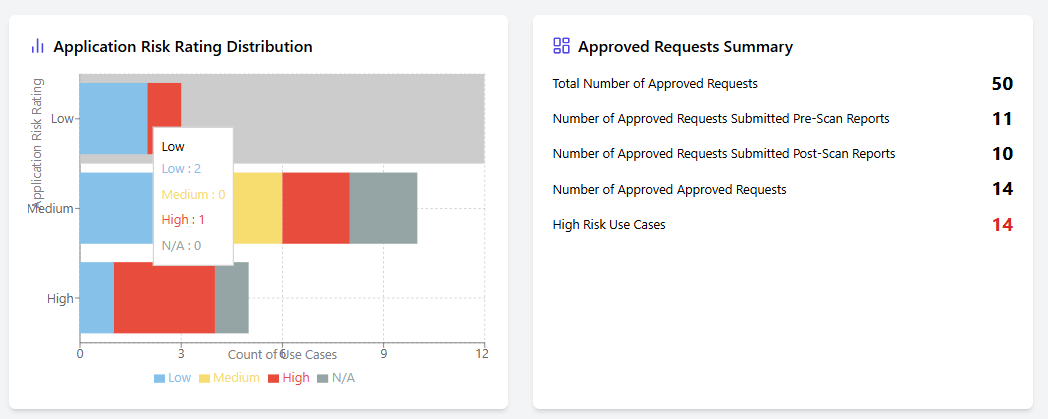 Application Risk Rating Distribution
Application Risk Rating
Low
Medium
High
Low
Low : 2
Medium : 0
High : 1
N/A : 0
0 3 6 9 12
Count of Use Cases
Low Medium High N/A
Approved Requests Summary
Total Number of Approved Requests 50
Number of Approved Requests Submitted Pre-Scan Reports 11
Number of Approved Requests Submitted Post-Scan Reports 10
Number of Approved Approved Requests 14
High Risk Use Cases 14